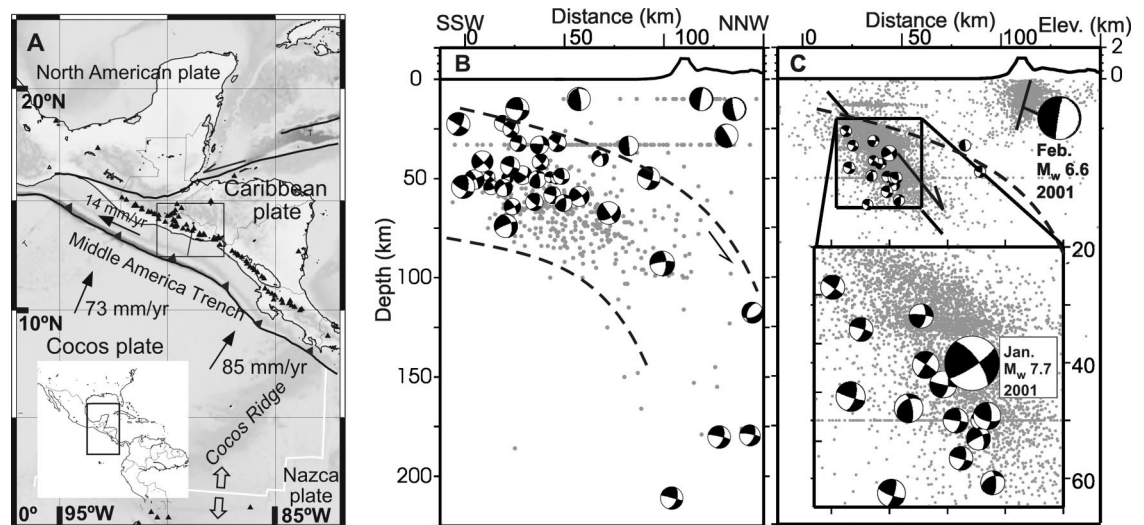 A
North American plate
20ºN
Caribbean
plate
14 mm/yr
Middle America Trench
73 mm/yr
10ºN
Cocos plate
85 mm/yr
Cocos Ridge
Nazca
plate
0º
95ºW
85ºW
SSW
Distance (km)
NNW
0
50
150
100
B
Depth (km)
0
50
100
150
200
Distance (km)
Elev. (km)
0
50
150
100
2
0
C
Feb.
Mw 6.6
2001
20
40
60
Jan.
Mw 7.7
2001